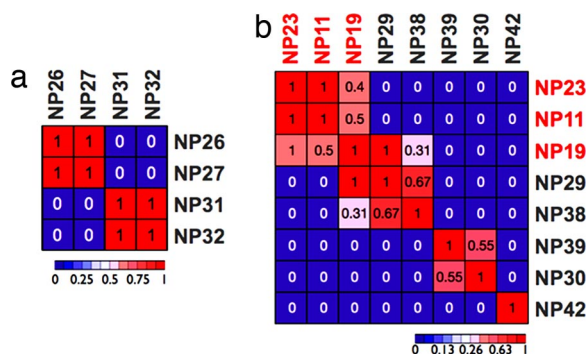 a
NP26 NP27 NP31 NP32
1 1 0 0 NP26
1 1 0 0 NP27
0 0 1 1 NP31
0 0 1 1 NP32
0 0.25 0.5 0.75 1
b
NP23 NP11 NP19 NP29 NP38 NP39 NP30 NP42
1 1 0.4 0 0 0 0 0 NP23
1 1 0.5 0 0 0 0 0 NP11
1 0.5 1 1 0.31 0 0 0 NP19
0 0 1 1 0.67 0 0 0 NP29
0 0 0.31 0.67 1 0 0 0 NP38
0 0 0 0 0 1 0.55 0 NP39
0 0 0 0 0 0.55 1 0 NP30
0 0 0 0 0 0 0 1 NP42
0 0.13 0.26 0.63 1